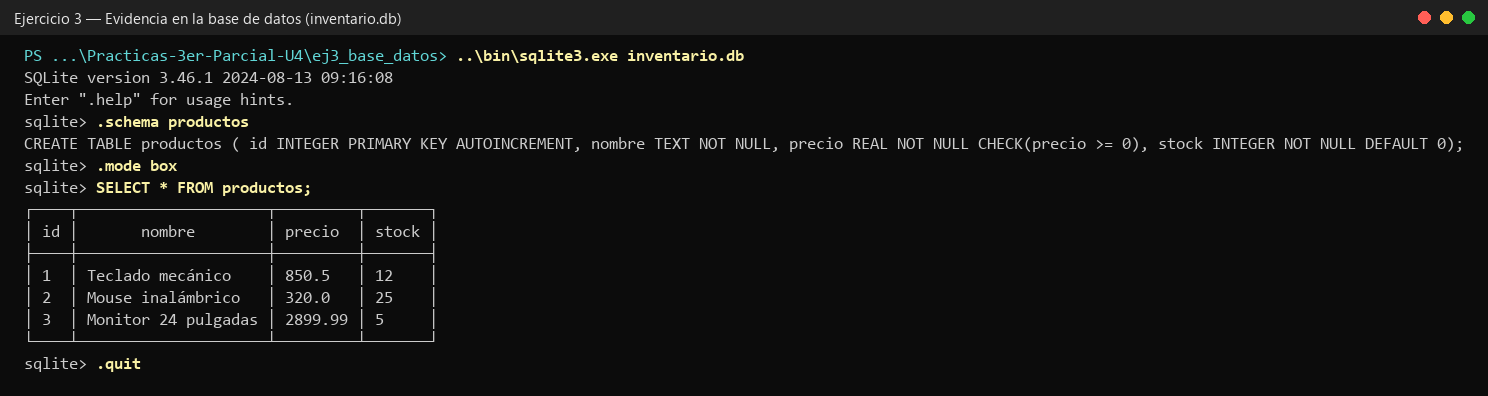 Ejercicio 3 — Evidencia en la base de datos (inventario.db)
PS ...\Practicas-3er-Parcial-U4\ej3_base_datos> ..\bin\sqlite3.exe inventario.db
SQLite version 3.46.1 2024-08-13 09:16:08
Enter ".help" for usage hints.
sqlite> .schema productos
CREATE TABLE productos ( id INTEGER PRIMARY KEY AUTOINCREMENT, nombre TEXT NOT NULL, precio REAL NOT NULL CHECK(precio >= 0), stock INTEGER NOT NULL DEFAULT 0);
sqlite> .mode box
sqlite> SELECT * FROM productos;
id nombre precio stock
1 Teclado mecánico 850.5 12
2 Mouse inalámbrico 320.0 25
3 Monitor 24 pulgadas 2899.99 5
sqlite> .quit